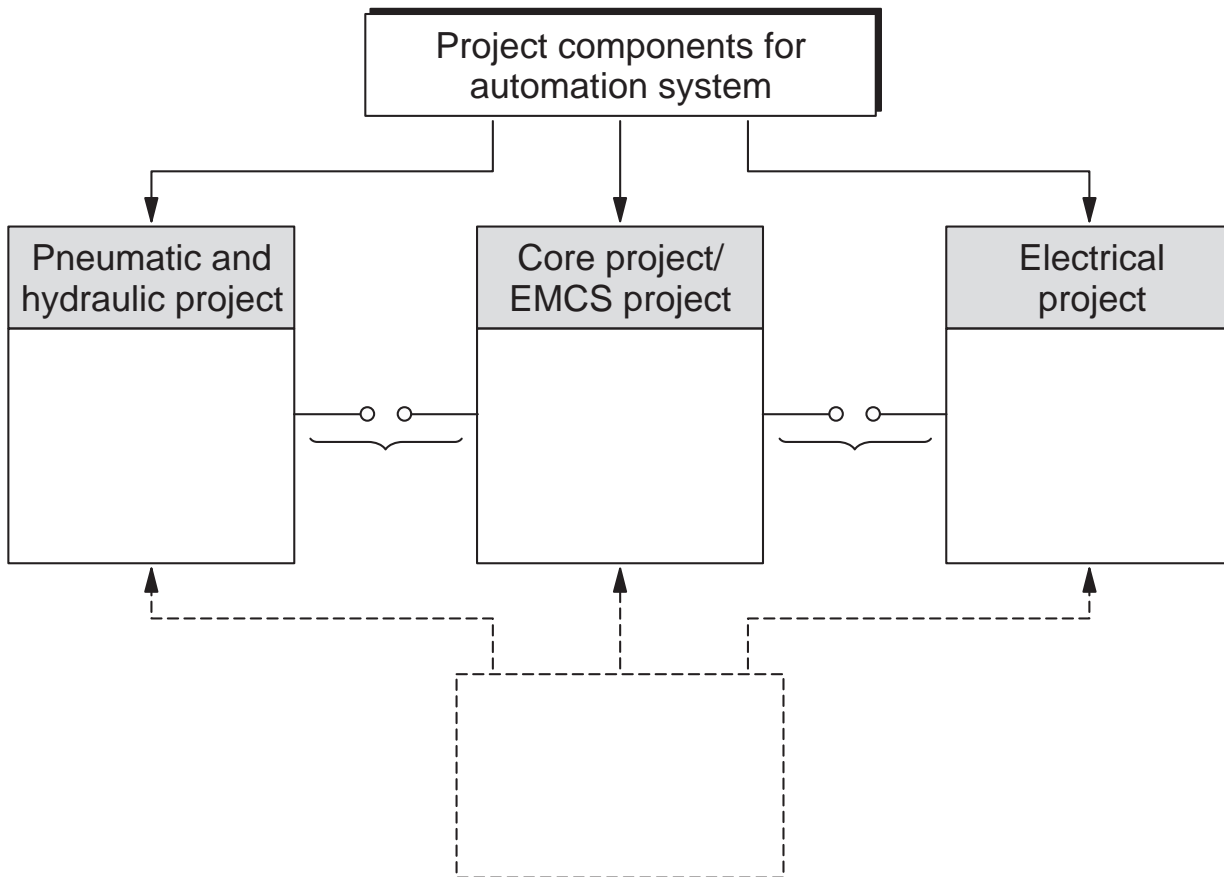 Project components for
automation system
Pneumatic and
hydraulic project
Core project/
EMCS project
Electrical
project